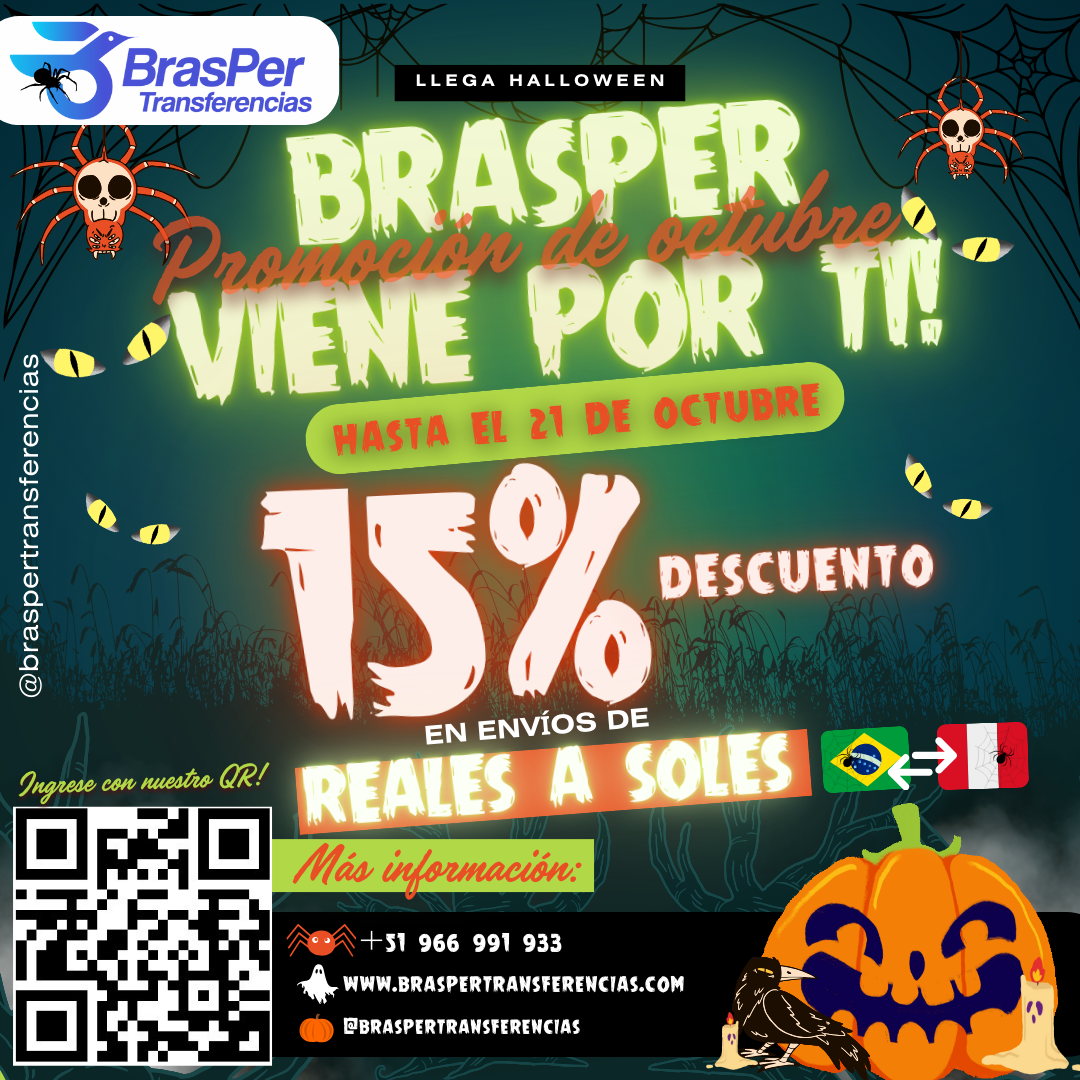 BrasPer
Transferencias
LLEGA HALLOWEEN
BRASPER
Promoción de octubre
VIENE POR TI!
HASTA EL 21 DE OCTUBRE
15%
DESCUENTO
EN ENVÍOS DE
REALES A SOLES
@braspertransferencias
Ingrese con nuestro QR!
Más información:
+51 966 991 933
WWW.BRASPERTRANSFERENCIAS.COM
@BRASPERTRANSFERENCIAS